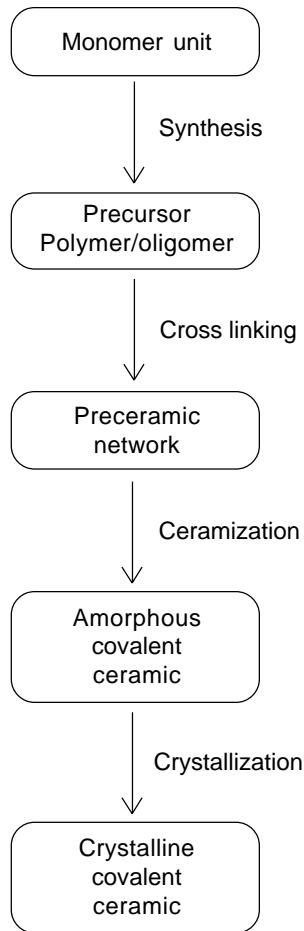 Monomer unit
Synthesis
Precursor
Polymer/oligomer
Cross linking
Preceramic
network
Ceramization
Amorphous
covalent
ceramic
Crystallization
Crystalline
covalent
ceramic